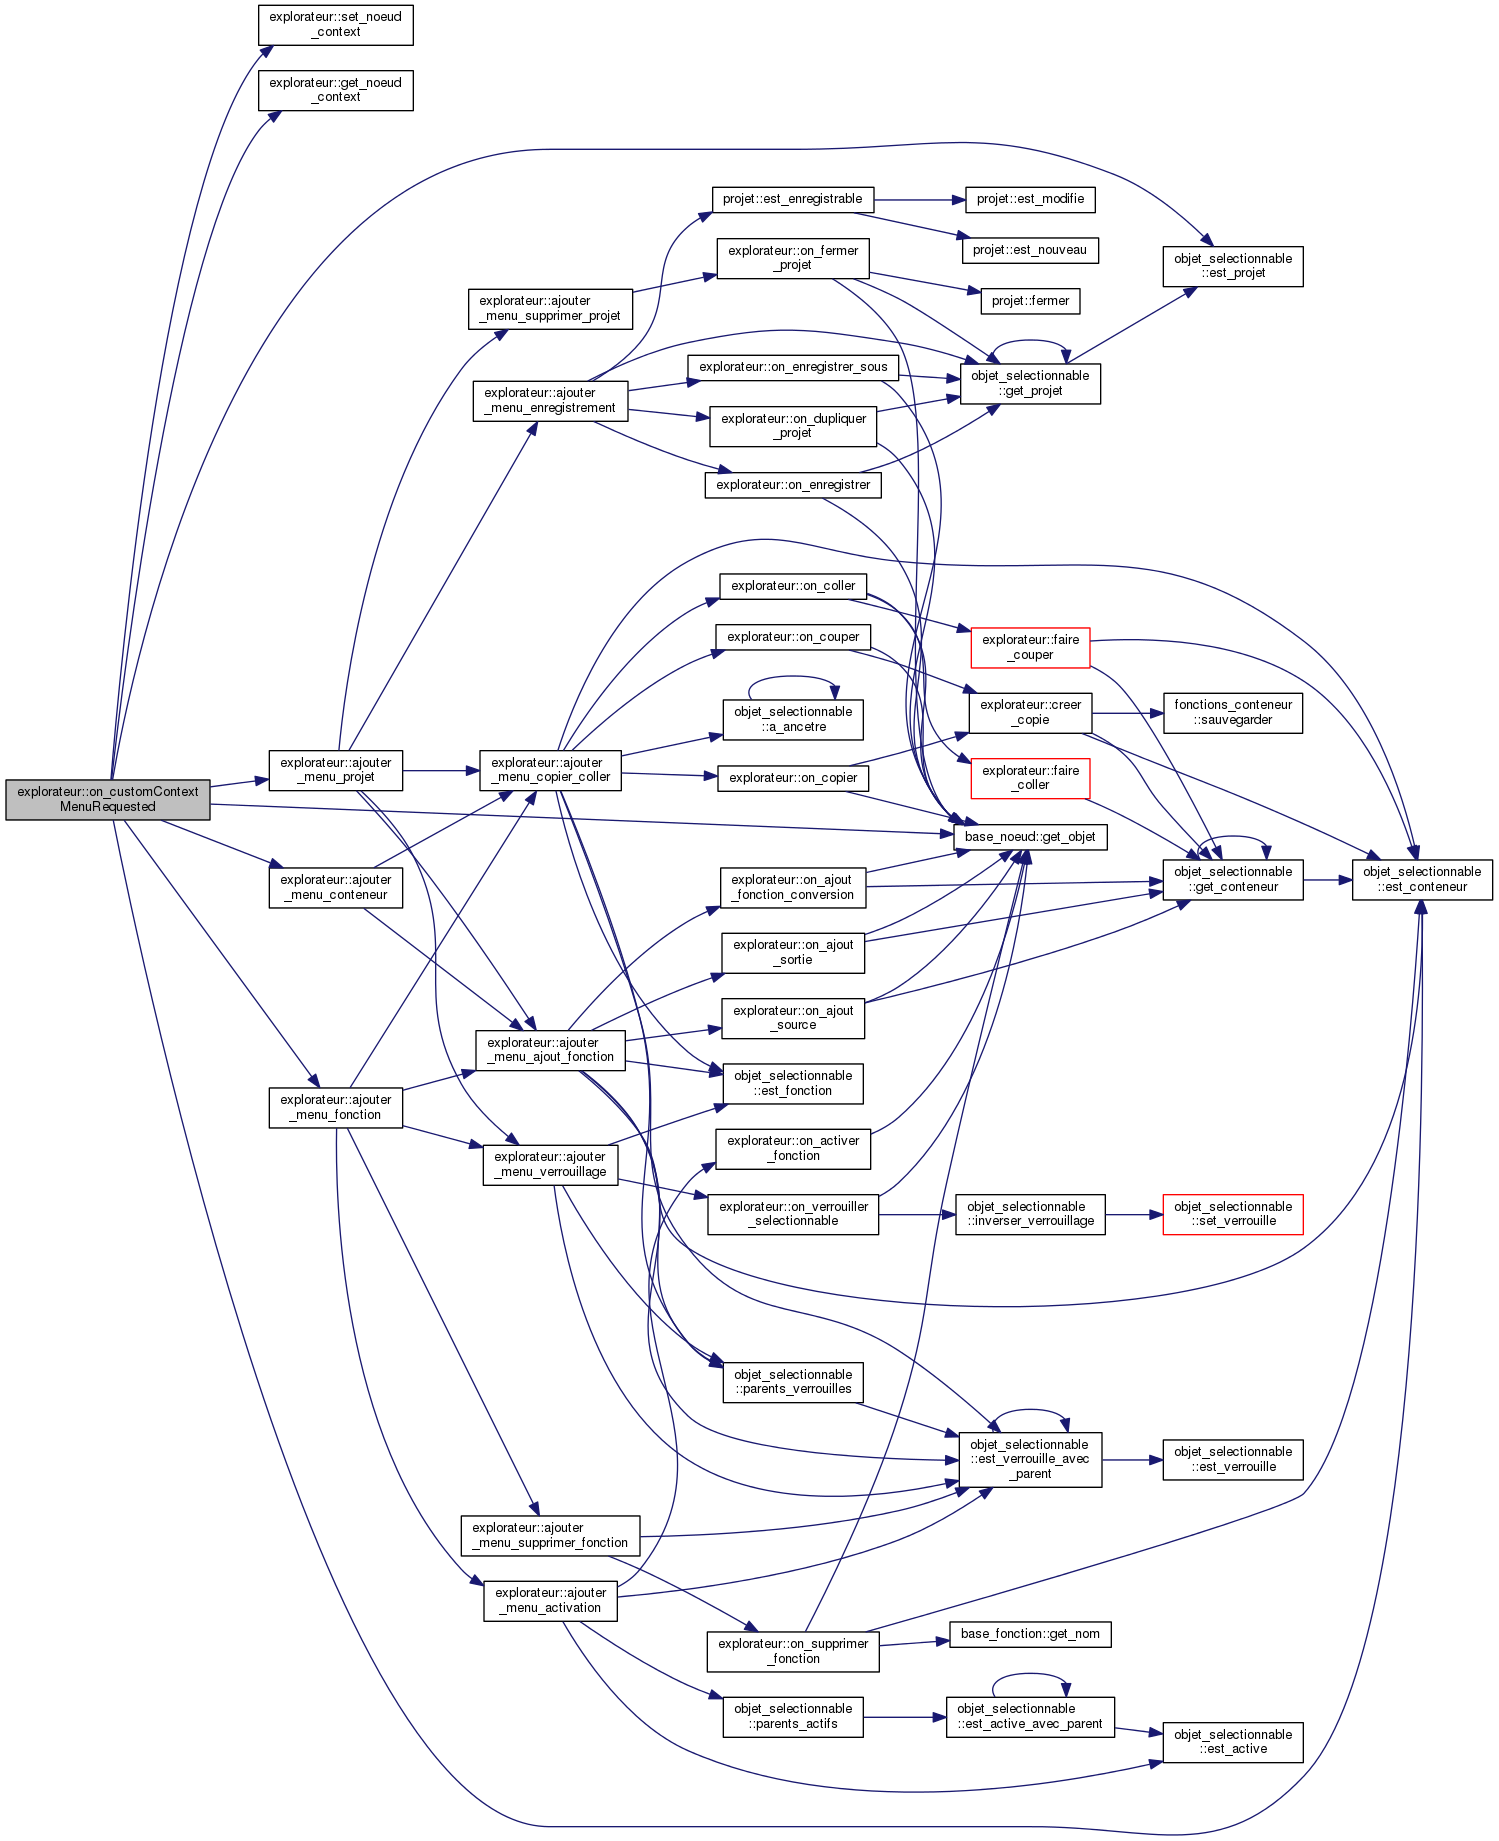 explorateur::set_noeud
_context
explorateur::get_noeud
_context
projet::est_enregistrable
projet::est_modifie
explorateur::on_fermer
_projet
projet::est_nouveau
objet_selectionnable
::est_projet
explorateur::ajouter
_menu_supprimer_projet
projet::fermer
explorateur::on_enregistrer_sous
objet_selectionnable
::get_projet
explorateur::ajouter
_menu_enregistrement
explorateur::on_dupliquer
_projet
explorateur::on_enregistrer
explorateur::on_coller
explorateur::on_couper
explorateur::faire
_couper
objet_selectionnable
::a_ancetre
explorateur::creer
_copie
fonctions_conteneur
::sauvegarder
explorateur::on_customContext
MenuRequested
explorateur::ajouter
_menu_projet
explorateur::ajouter
_menu_copier_coller
explorateur::on_copier
explorateur::faire
_coller
base_noeud::get_objet
explorateur::ajouter
_menu_conteneur
explorateur::on_ajout
_fonction_conversion
objet_selectionnable
::get_conteneur
objet_selectionnable
::est_conteneur
explorateur::on_ajout
_sortie
explorateur::on_ajout
_source
explorateur::ajouter
_menu_ajout_fonction
objet_selectionnable
::est_fonction
explorateur::ajouter
_menu_fonction
explorateur::on_activer
_fonction
explorateur::ajouter
_menu_verrouillage
explorateur::on_verrouiller
_selectionnable
objet_selectionnable
::inverser_verrouillage
objet_selectionnable
::set_verrouille
objet_selectionnable
::parents_verrouilles
objet_selectionnable
::est_verrouille_avec
_parent
objet_selectionnable
::est_verrouille
explorateur::ajouter
_menu_supprimer_fonction
explorateur::ajouter
_menu_activation
explorateur::on_supprimer
_fonction
base_fonction::get_nom
objet_selectionnable
::parents_actifs
objet_selectionnable
::est_active_avec_parent
objet_selectionnable
::est_active